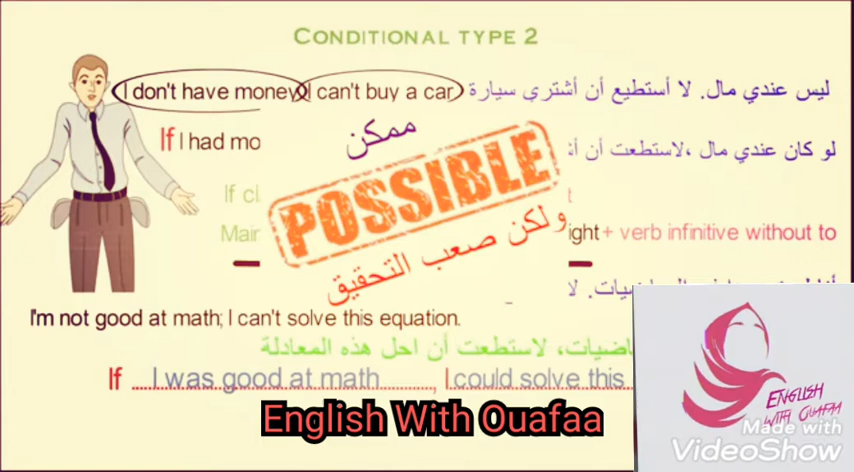 CONDITIONAL TYPE 2
I don't have money I can't buy a car
ليس عندي مال. لا أستطيع أن أشتري سيارة
If I had mo
لو كان عندي مال ،لاستطعت أن
ممكن
POSSIBLE
ولكن صعب التحقيق
If cl
Main
ight + verb infinitive without to
I'm not good at math; I can't solve this equation.
لاستطعت أن احل هذه المعادلة
If I was good at math, I could solve this
English With Ouafaa
ENGLISH
WITH OUAFAA
Made with
VideoShow